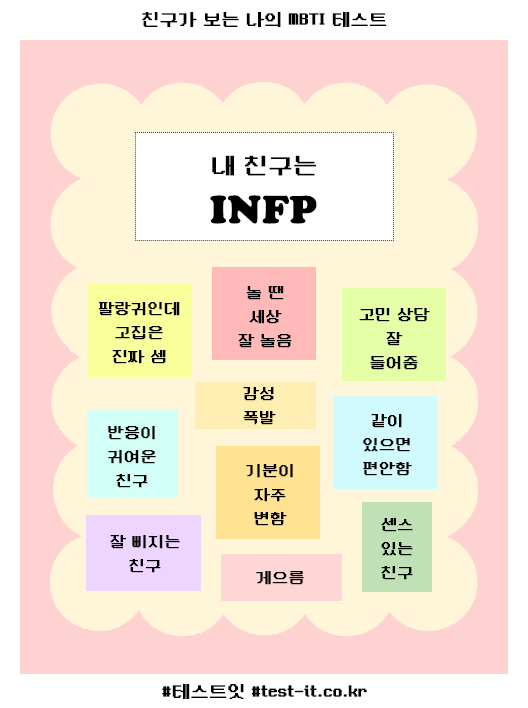 친구가 보는 나의 MBTI 테스트
내 친구는
INFP
팔랑귀인데
고집은
진짜 셈
놀 땐
세상
잘 놀음
고민 상담
잘
들어줌
감성
폭발
반응이
귀여운
친구
같이
있으면
편안함
기분이
자주
변함
잘 삐지는
친구
센스
있는
친구
게으름
#테스트잇 #test-it.co.kr